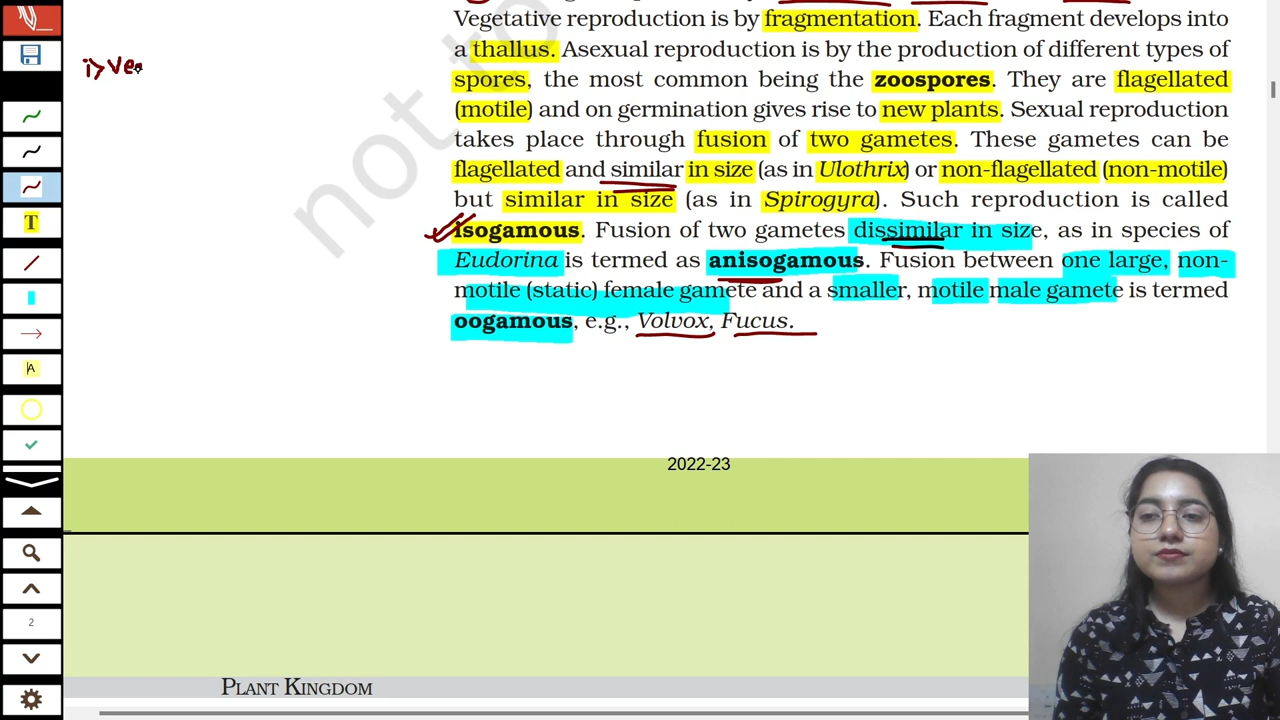 Vegetative reproduction is by fragmentation. Each fragment develops into
a thallus. Asexual reproduction is by the production of different types of
spores, the most common being the zoospores. They are flagellated
(motile) and on germination gives rise to new plants. Sexual reproduction
takes place through fusion of two gametes. These gametes can be
flagellated and similar in size (as in Ulothrix) or non-flagellated (non-motile)
but similar in size (as in Spirogyra). Such reproduction is called
isogamous. Fusion of two gametes dissimilar in size, as in species of
Eudorina is termed as anisogamous. Fusion between one large, non-
motile (static) female gamete and a smaller, motile male gamete is termed
oogamous, e.g., Volvox, Fucus.
i) Ve
not to
2022-23
PLANT KINGDOM
T
A
2